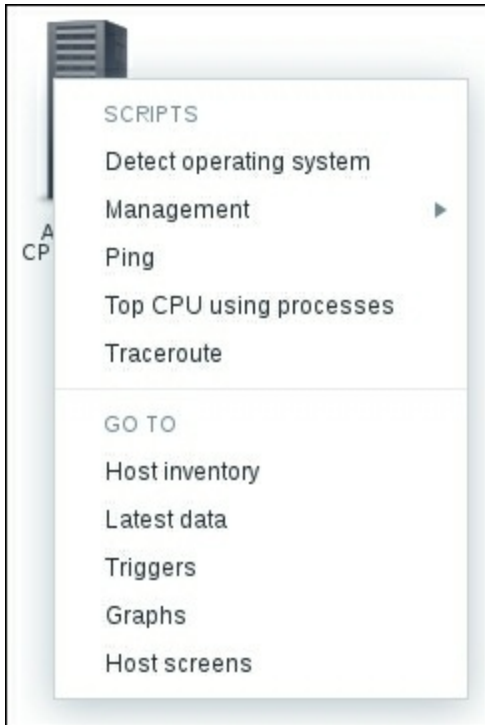 SCRIPTS
Detect operating system
Management
A
CP
Ping
Top CPU using processes
Traceroute
GO TO
Host inventory
Latest data
Triggers
Graphs
Host screens